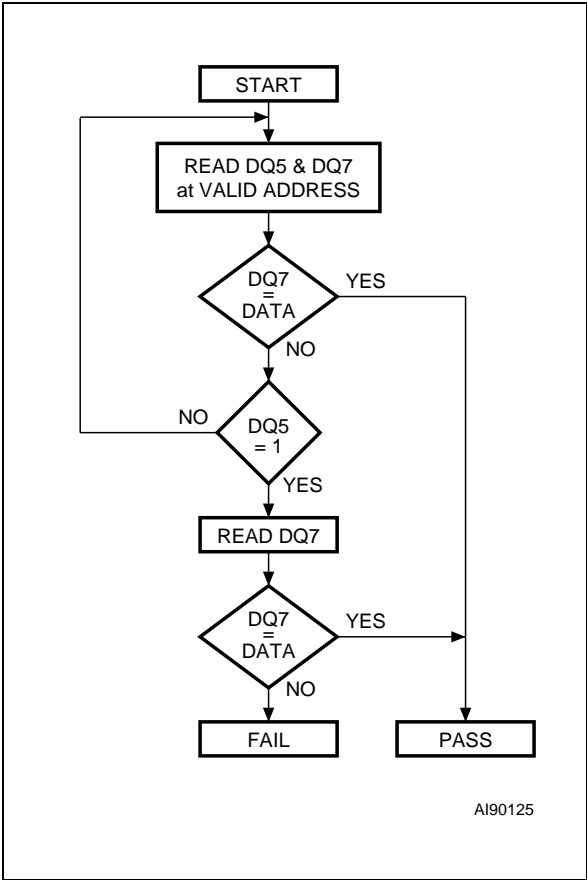 START
READ DQ5 & DQ7
at VALID ADDRESS
DQ7
=
DATA
YES
NO
DQ5
= 1
NO
YES
READ DQ7
DQ7
=
DATA
YES
NO
FAIL
PASS
AI90125